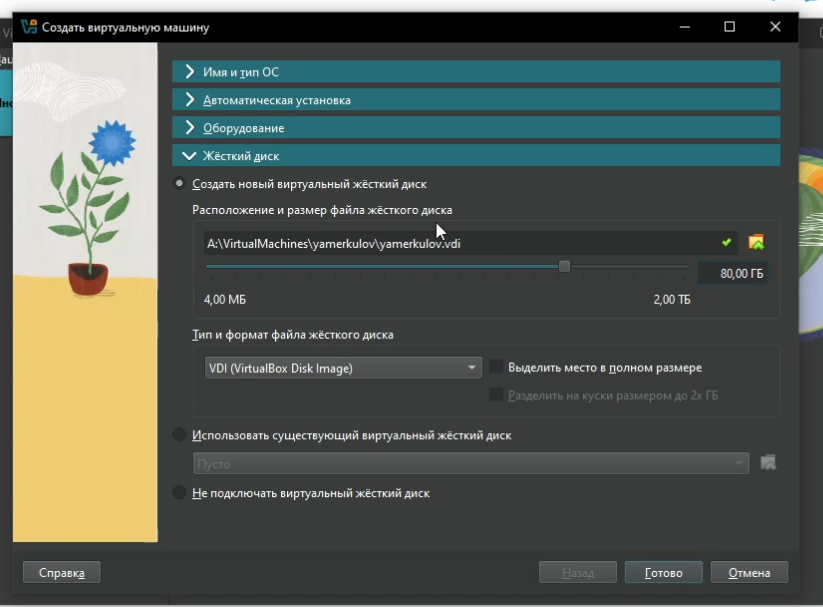 Создать виртуальную машину
Имя и тип ОС
Автоматическая установка
Оборудование
Жёсткий диск
Создать новый виртуальный жёсткий диск
Расположение и размер файла жёсткого диска
A:\VirtualMachines\yamerkulov\yamerkulov.vdi
80,00 ГБ
4,00 МБ
2,00 ТБ
Тип и формат файла жёсткого диска
VDI (VirtualBox Disk Image)
Выделить место в полном размере
Разделить на куски размером до 2х ГБ
Использовать существующий виртуальный жёсткий диск
Пусто
Не подключать виртуальный жёсткий диск
Справка
Назад
Готово
Отмена